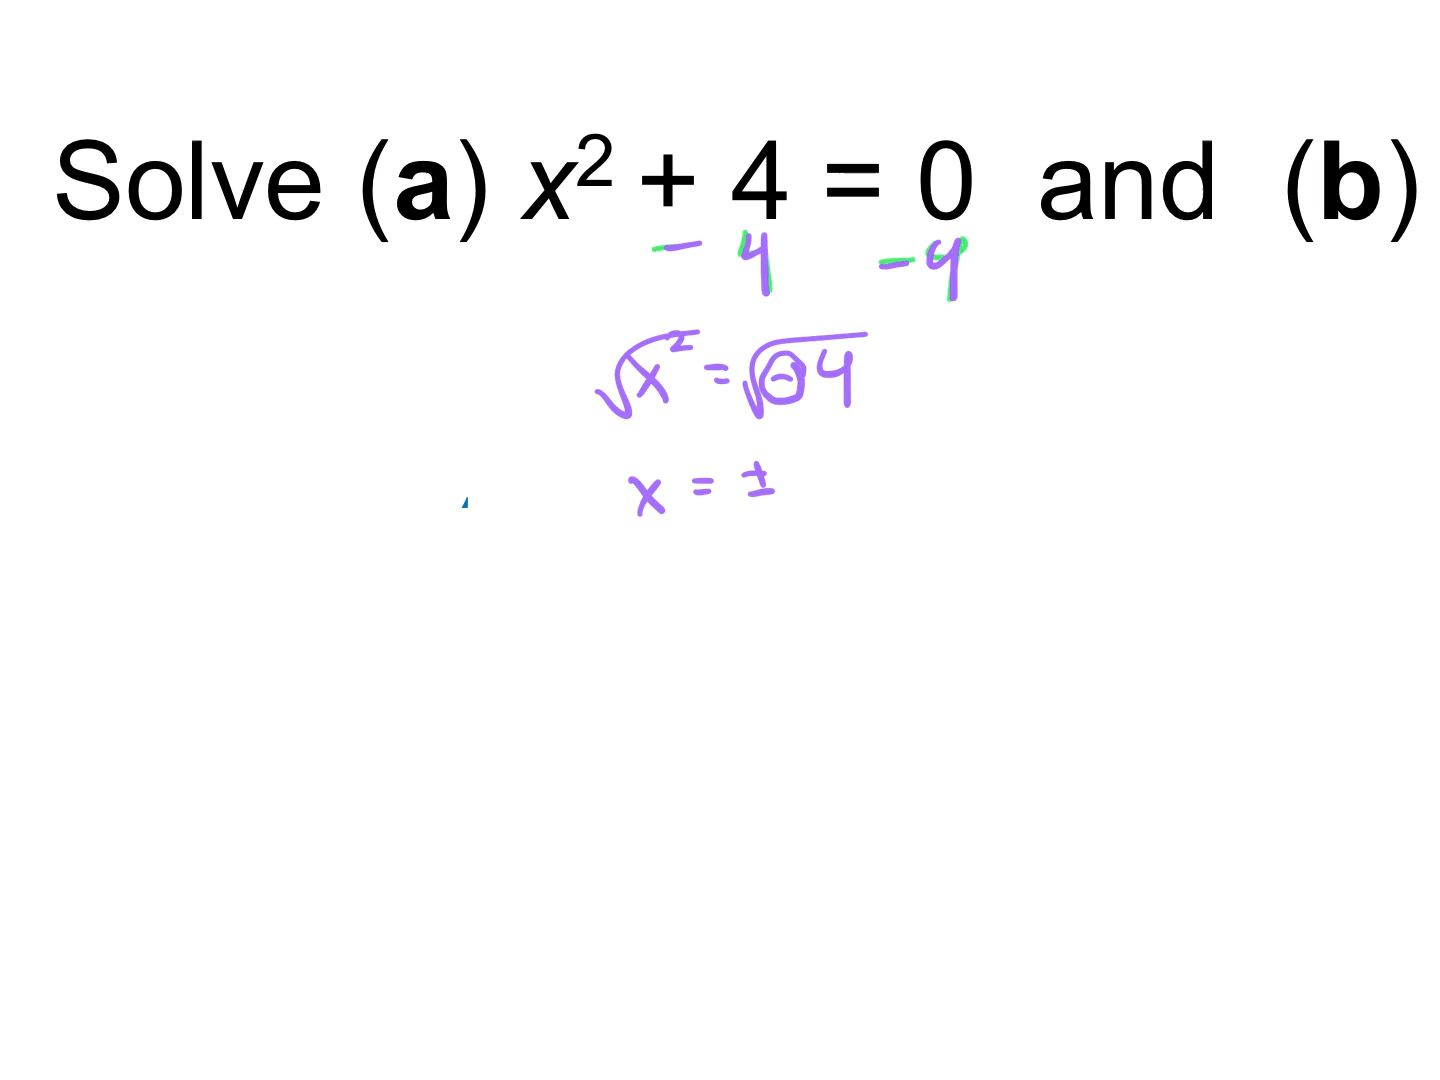 Solve (a) x² + 4 = 0 and (b)
- 4 -4
√x² = √-4
x = ±